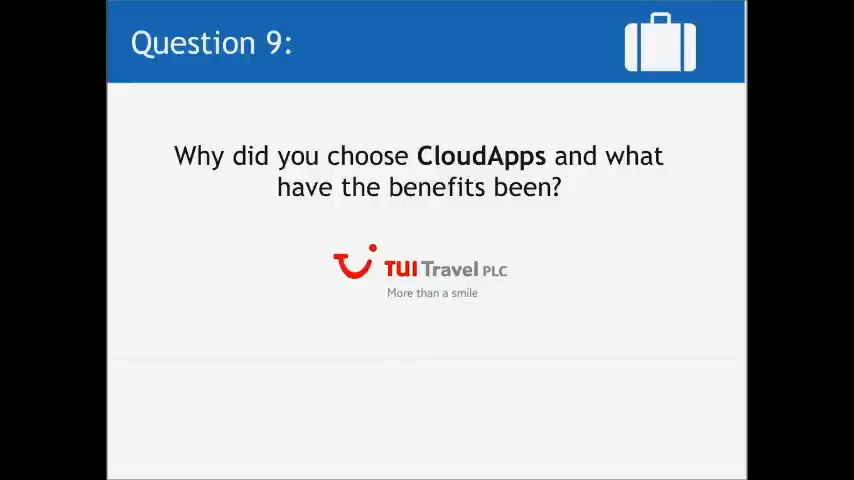 Question 9:
Why did you choose CloudApps and what
have the benefits been?
TUI Travel PLC
More than a smile